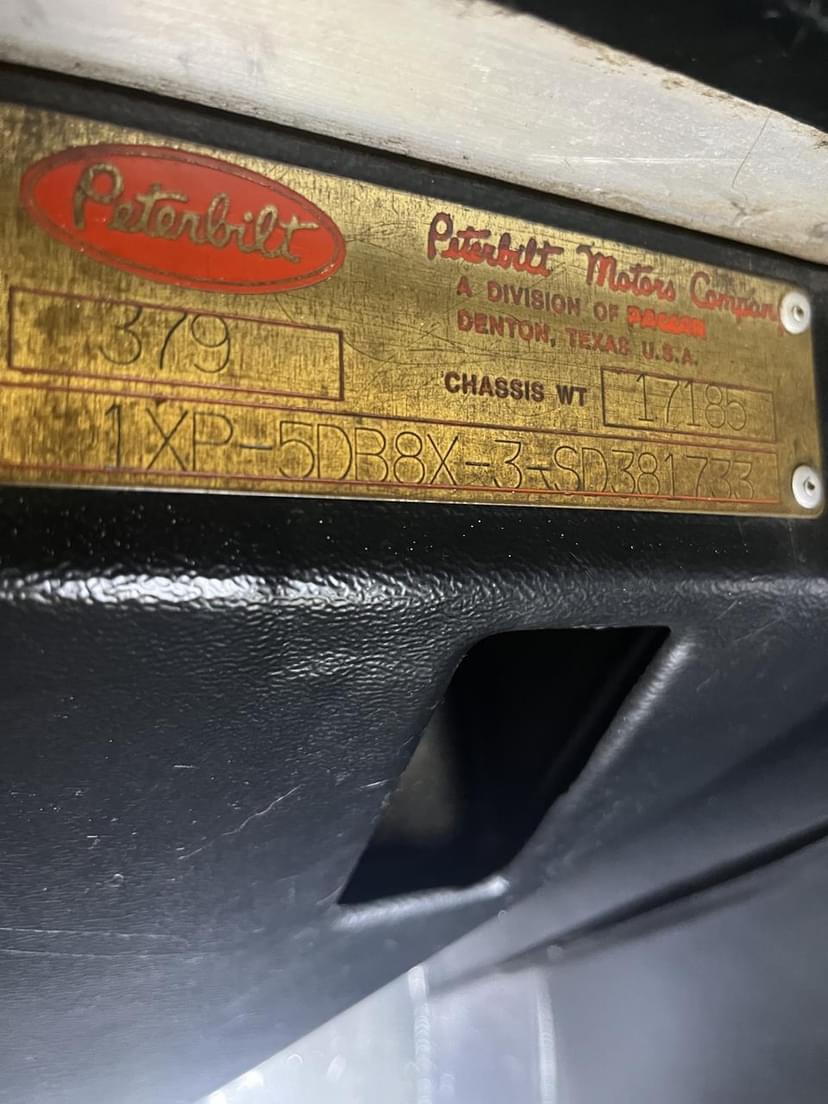 Peterbilt
Peterbilt Motors Company
A DIVISION OF PACCAR
DENTON, TEXAS U.S.A.
379
CHASSIS WT 17185
1XP-5DB8X-3-SD381733